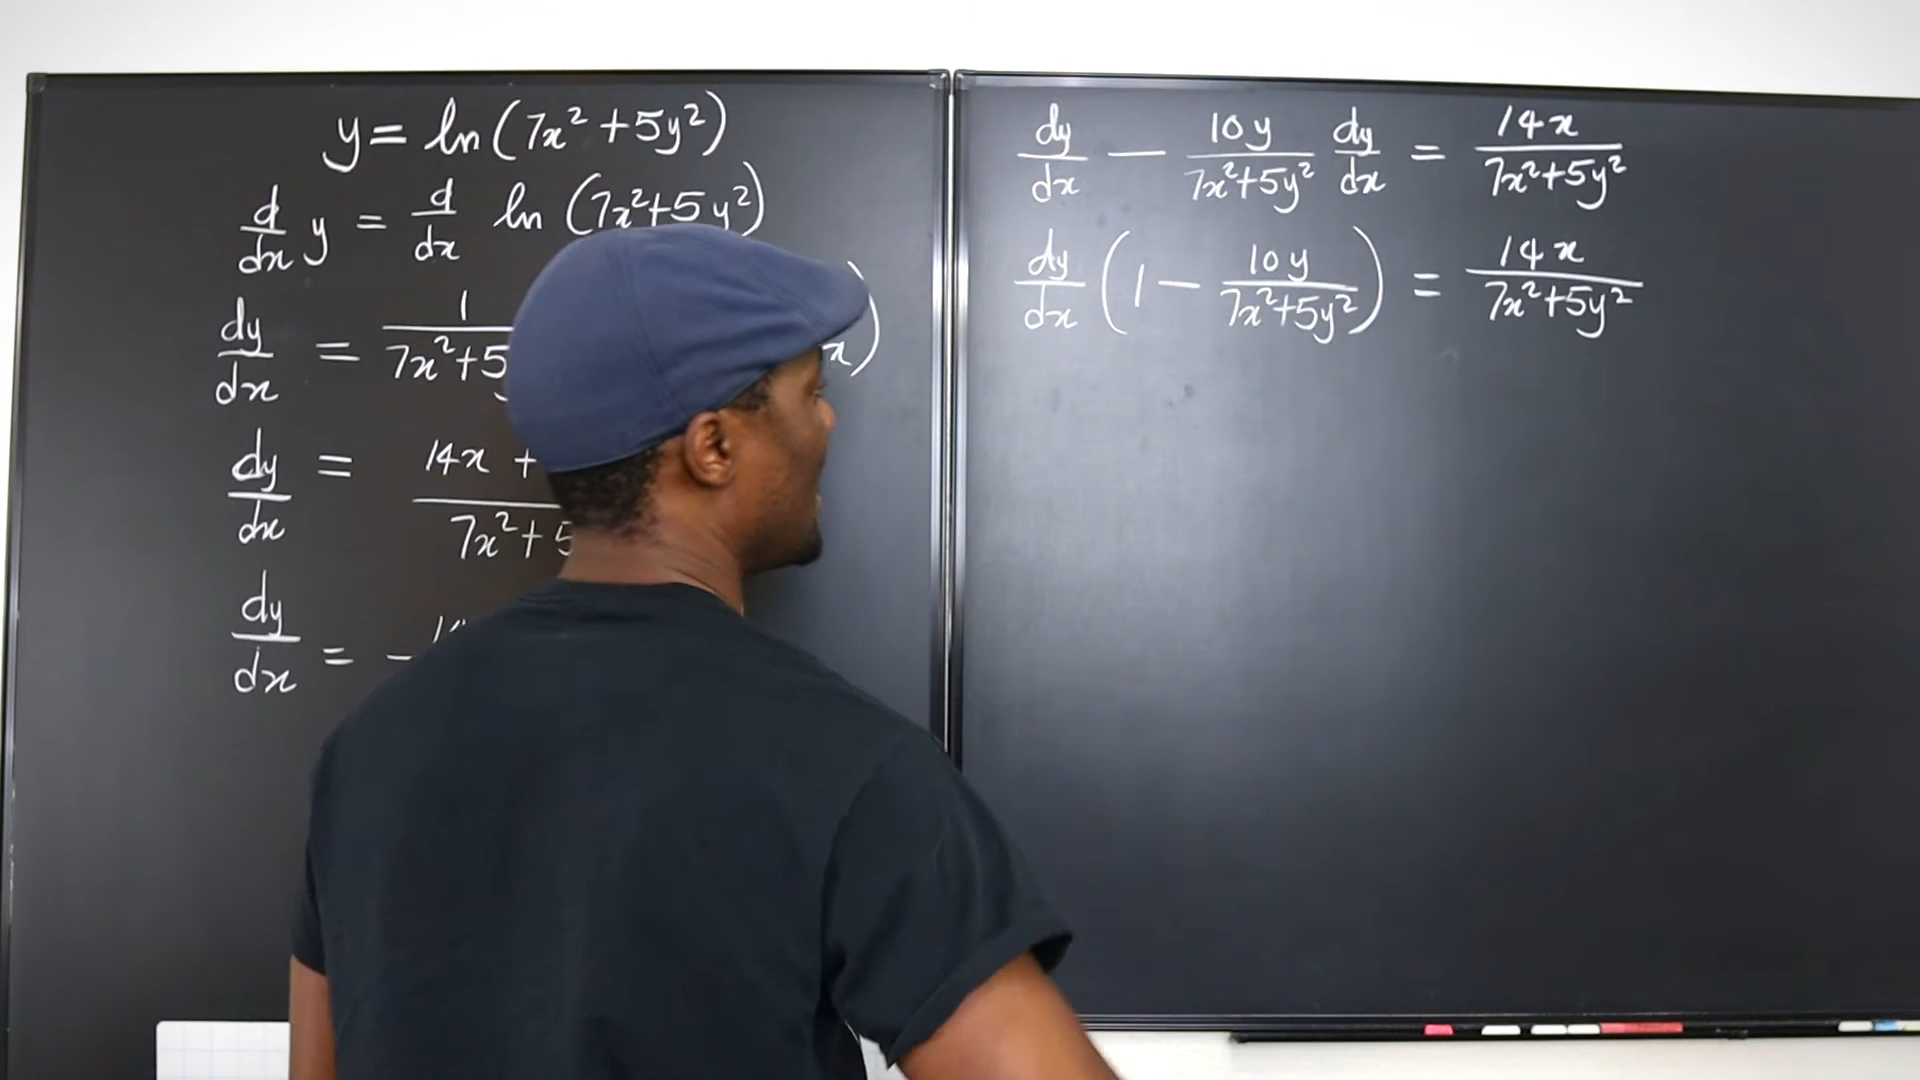 y = ln(7x²+5y²)
d/dx y = d/dx ln (7x²+5y²)
dy/dx = 1/7x²+5 x)
dy/dx = 14x + / 7x²+5
dy/dx =
dy/dx − 10y/7x²+5y² dy/dx = 14x/7x²+5y²
dy/dx (1 − 10y/7x²+5y²) = 14x/7x²+5y²